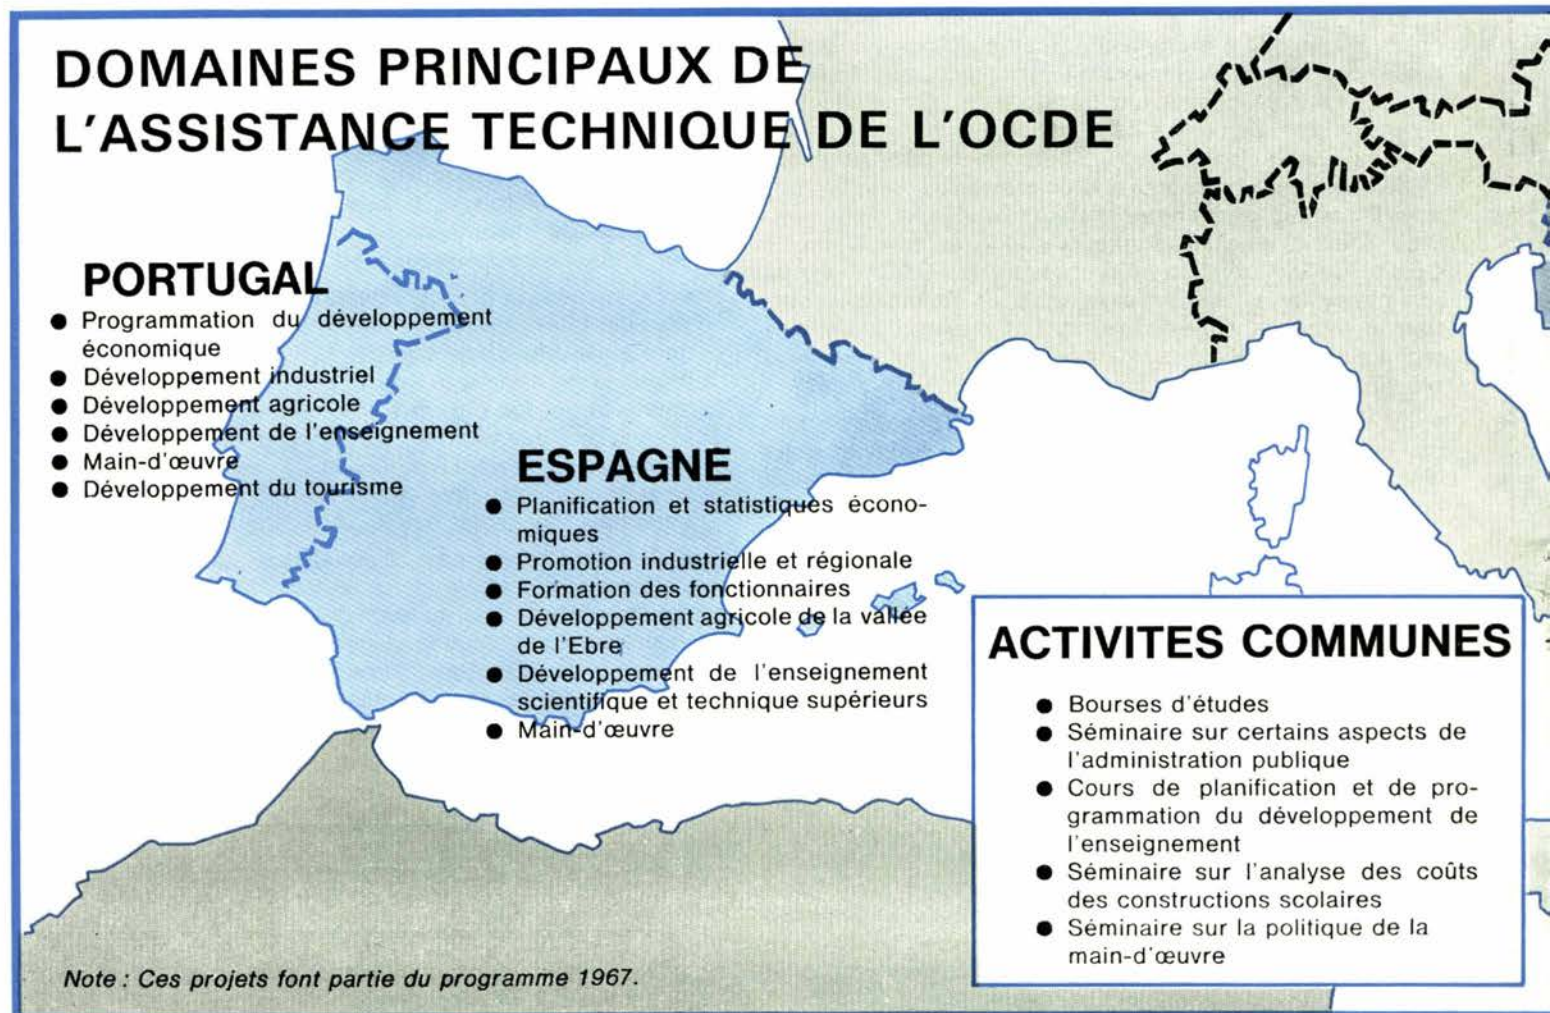 DOMAINES PRINCIPAUX DE
L'ASSISTANCE TECHNIQUE DE L'OCDE
PORTUGAL
● Programmation du développement
économique
● Développement industriel
● Développement agricole
● Développement de l'enseignement
● Main-d'œuvre
● Développement du tourisme
ESPAGNE
● Planification et statistiques écono-
miques
● Promotion industrielle et régionale
● Formation des fonctionnaires
● Développement agricole de la vallée
de l'Ebre
● Développement de l'enseignement
scientifique et technique supérieurs
● Main-d'œuvre
ACTIVITES COMMUNES
● Bourses d'études
● Séminaire sur certains aspects de
l'administration publique
● Cours de planification et de pro-
grammation du développement de
l'enseignement
● Séminaire sur l'analyse des coûts
des constructions scolaires
● Séminaire sur la politique de la
main-d'œuvre
Note : Ces projets font partie du programme 1967.